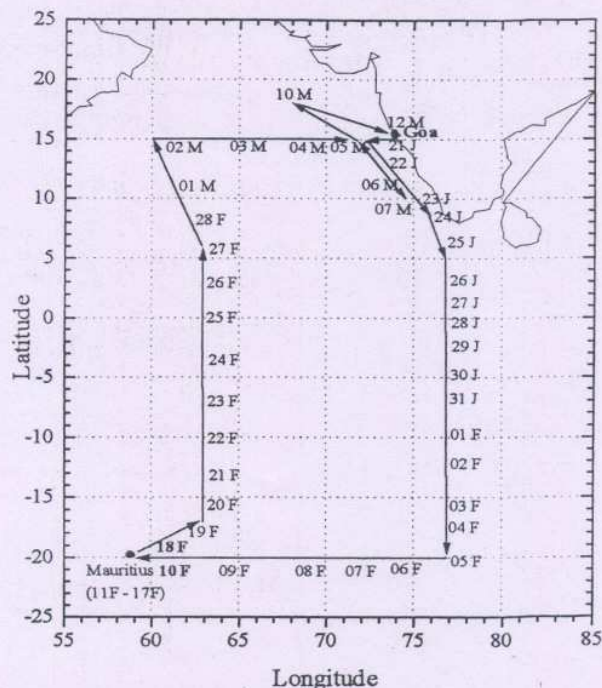 25
20
10 M
12 M
Goa
15
02 M
03 M
04 M
05 M
21 J
22 J
01 M
06 M
23 J
10
07 M
24 J
28 F
25 J
5
27 F
26 F
26 J
27 J
0
25 F
28 J
29 J
24 F
-5
30 J
23 F
31 J
-10
22 F
01 F
21 F
02 F
-15
20 F
03 F
19 F
04 F
18 F
-20
05 F
Mauritius 10 F
09 F
08 F
07 F
06 F
(11F - 17F)
-25
55
60
65
70
75
80
85
Latitude
Longitude